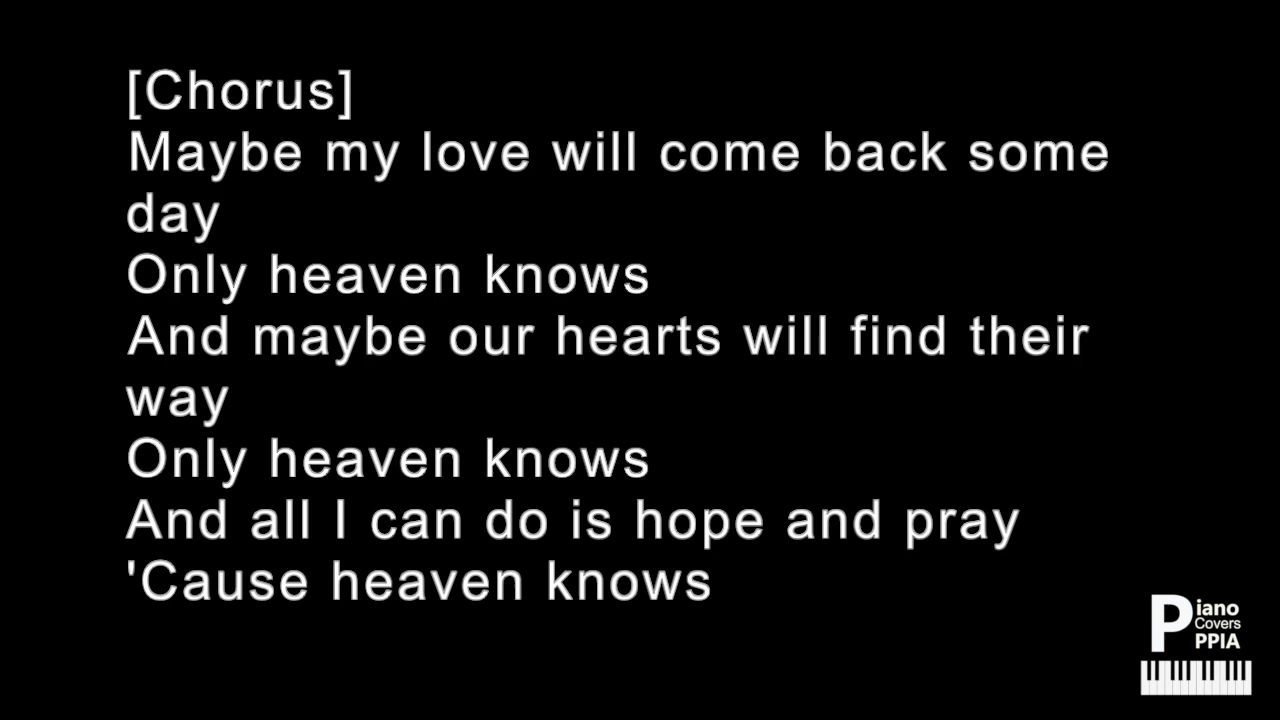 [Chorus]
Maybe my love will come back some
day
Only heaven knows
And maybe our hearts will find their
way
Only heaven knows
And all I can do is hope and pray
'Cause heaven knows
Piano
Covers
PPIA